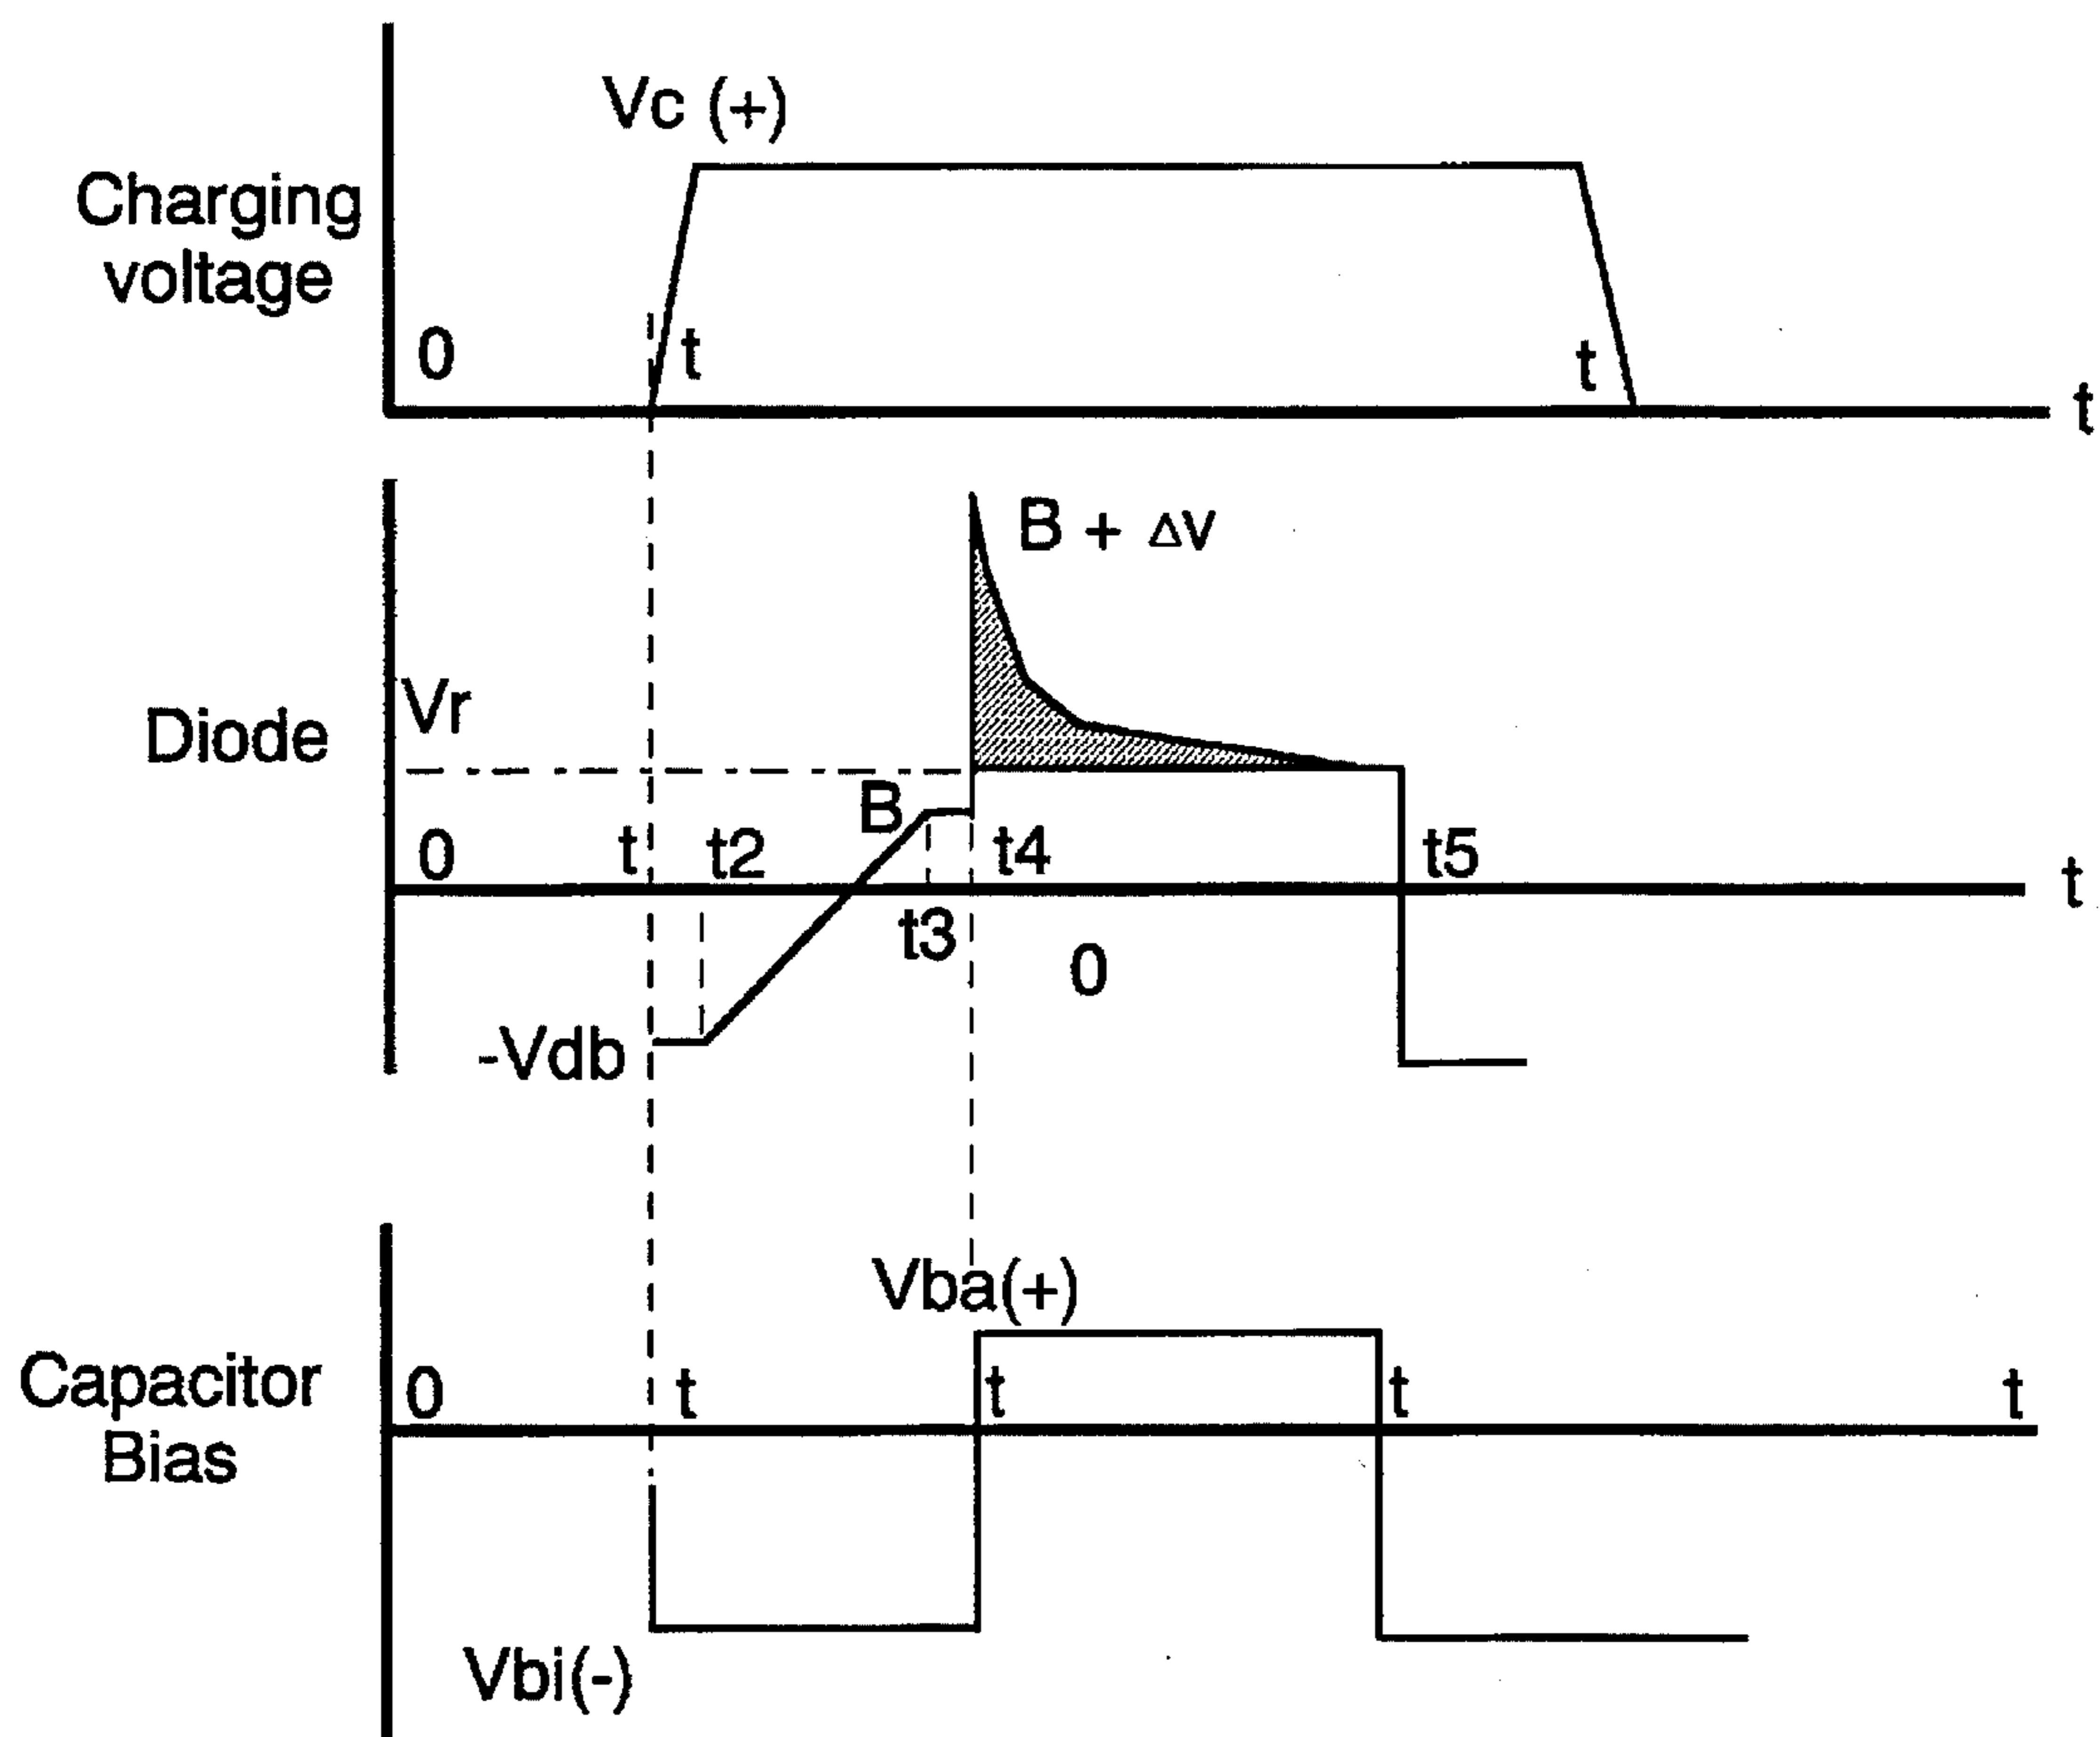 Vc (+)
Charging
voltage
0
t
t
t
B + Δv
Vr
Diode
B
0
t
t2
t4
t5
t
t3
0
-Vdb
Vba(+)
Capacitor
Bias
0
t
t
t
t
Vbi(-)